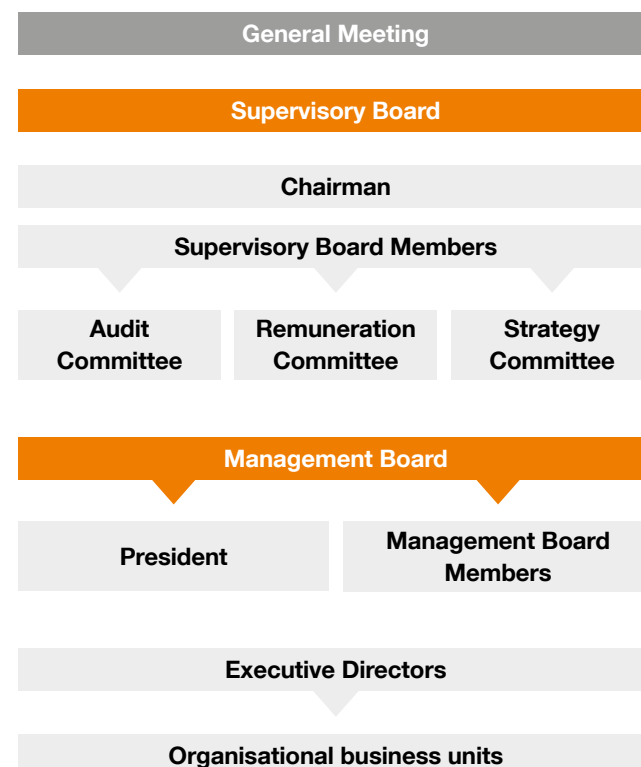 General Meeting
Supervisory Board
Chairman
Supervisory Board Members
Audit
Committee
Remuneration
Committee
Strategy
Committee
Management Board
President
Management Board
Members
Executive Directors
Organisational business units